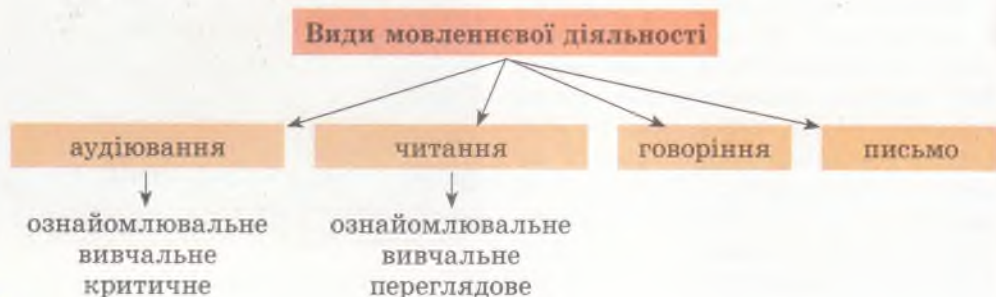 Види мовленнєвої діяльності
аудіювання
читання
говоріння
письмо
ознайомлювальне
вивчальне
критичне
ознайомлювальне
вивчальне
переглядове